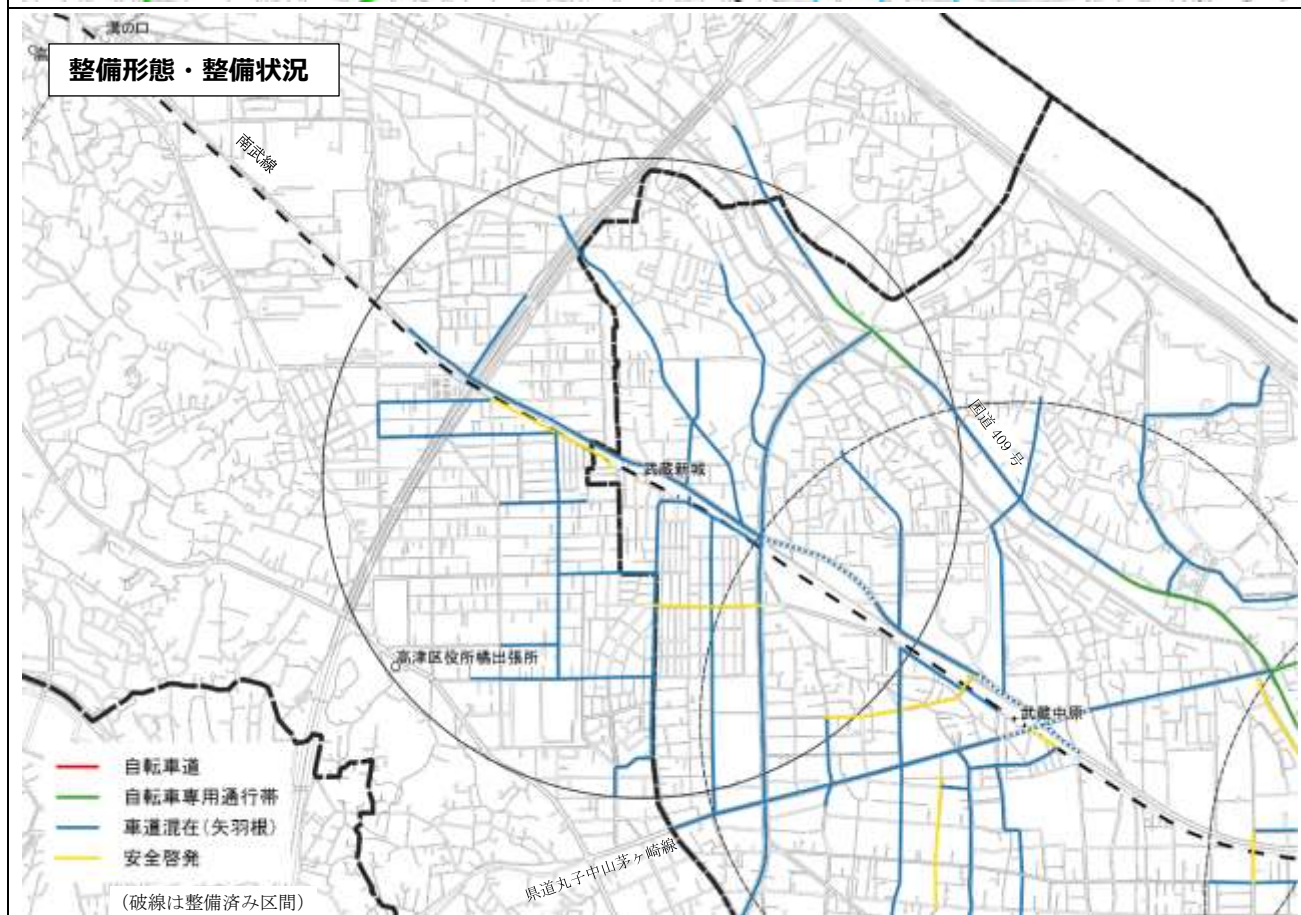 溝の口
整備形態・整備状況
南武線
国道 409 号
武蔵新城
高津区役所橘出張所
武蔵中原
自転車道
自転車専用通行帯
車道混在(矢羽根)
安全啓発
(破線は整備済み区間)
県道丸子中山茅ヶ崎線